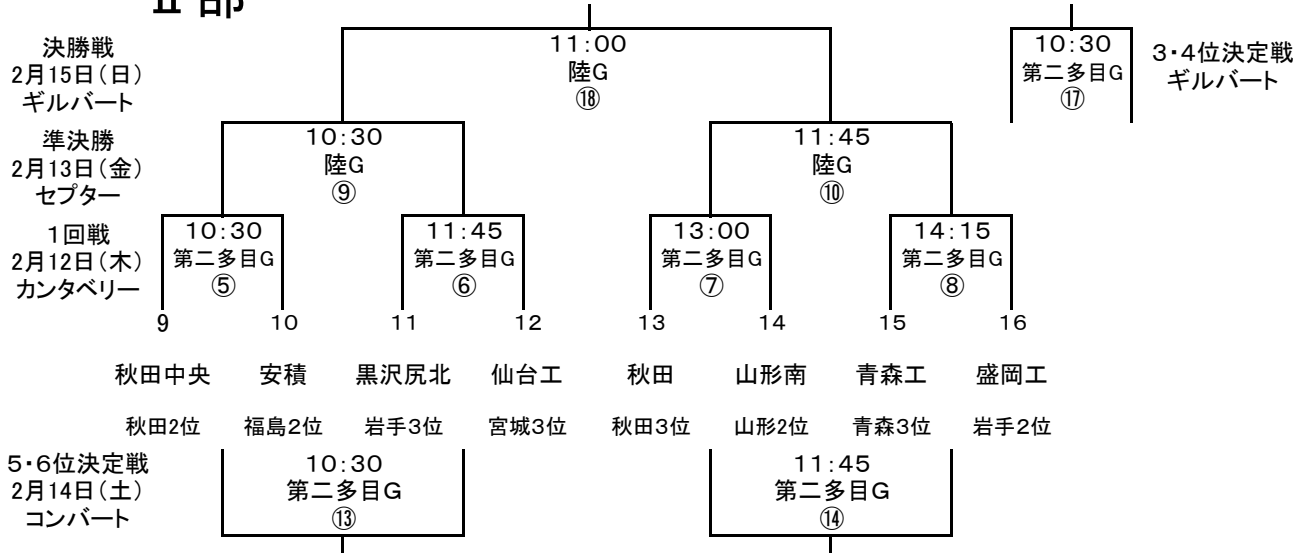 Ⅱ部
決勝戦
2月15日（日）
ギルバート
11:00
陸G
⑱
10:30
第二多目G
⑰
3・4位決定戦
ギルバート
準決勝
2月13日（金）
セプター
10:30
陸G
⑨
11:45
陸G
⑩
1回戦
2月12日（木）
カンタベリー
10:30
第二多目G
⑤
11:45
第二多目G
⑥
13:00
第二多目G
⑦
14:15
第二多目G
⑧
9 10 11 12 13 14 15 16
秋田中央 安積 黒沢尻北 仙台工 秋田 山形南 青森工 盛岡工
秋田2位 福島2位 岩手3位 宮城3位 秋田3位 山形2位 青森3位 岩手2位
5・6位決定戦
2月14日（土）
コンバート
10:30
第二多目G
⑬
11:45
第二多目G
⑭